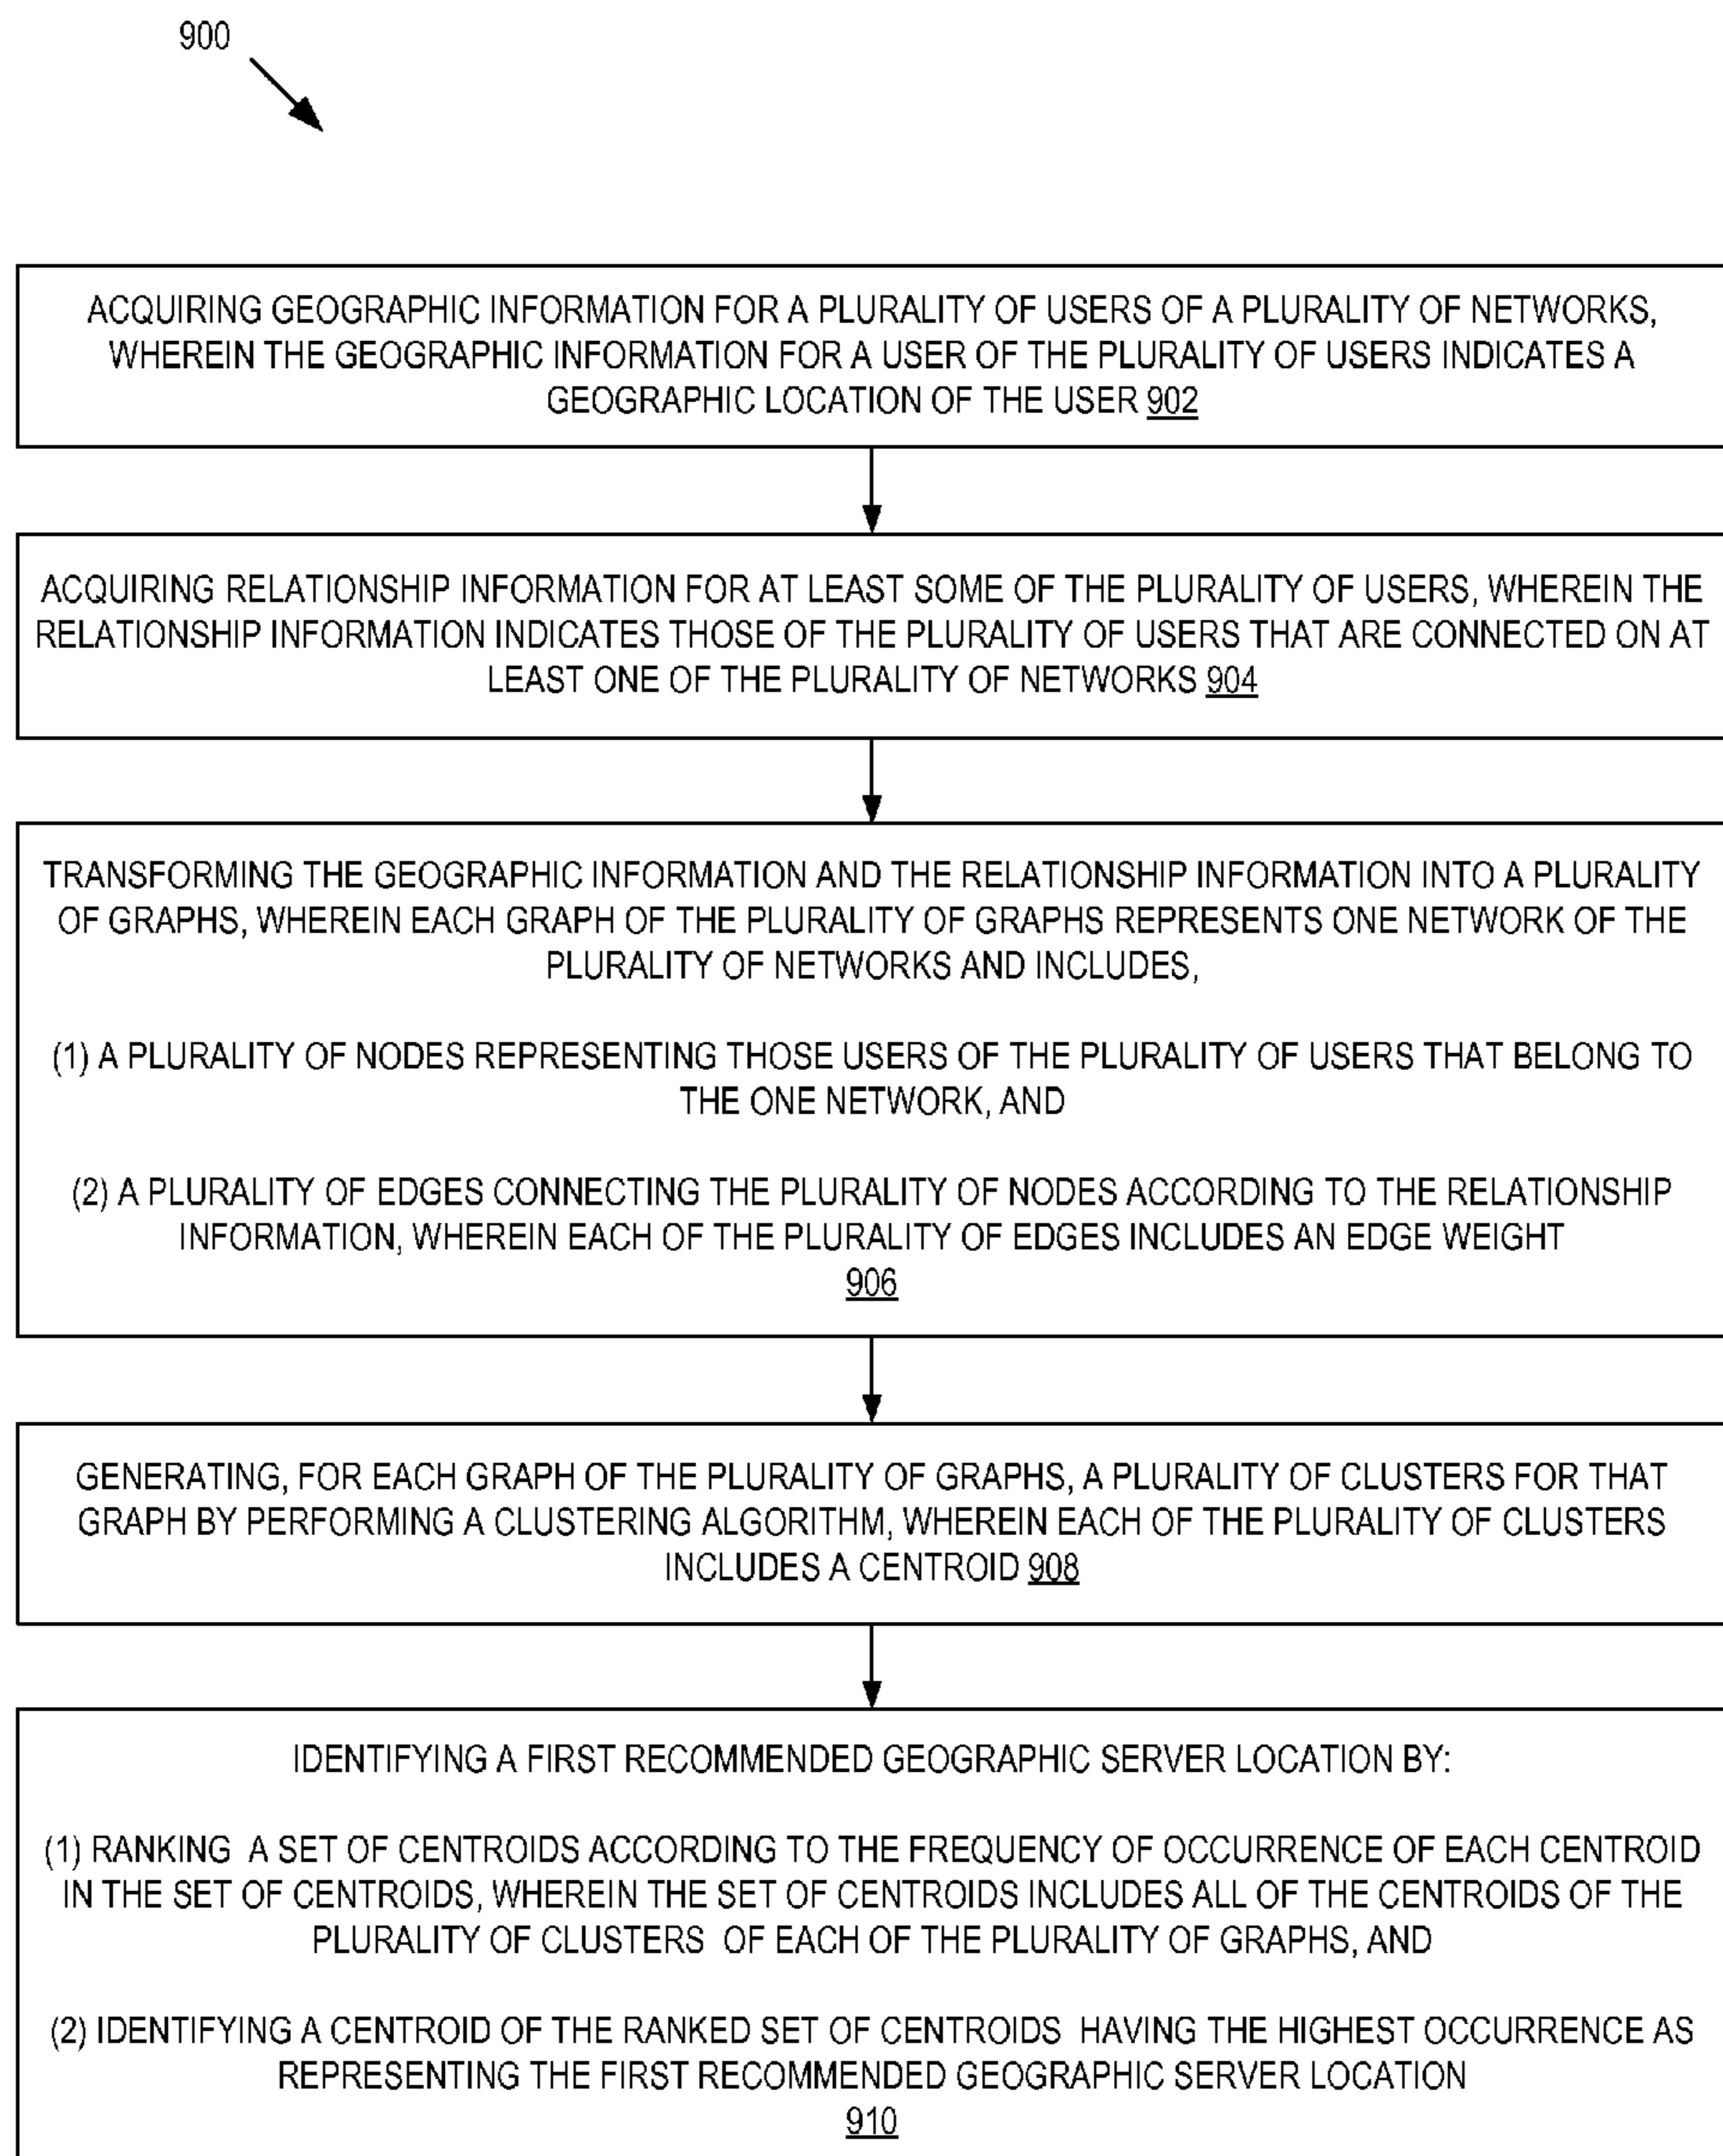 900
ACQUIRING GEOGRAPHIC INFORMATION FOR A PLURALITY OF USERS OF A PLURALITY OF NETWORKS,
WHEREIN THE GEOGRAPHIC INFORMATION FOR A USER OF THE PLURALITY OF USERS INDICATES A
GEOGRAPHIC LOCATION OF THE USER 902
ACQUIRING RELATIONSHIP INFORMATION FOR AT LEAST SOME OF THE PLURALITY OF USERS, WHEREIN THE
RELATIONSHIP INFORMATION INDICATES THOSE OF THE PLURALITY OF USERS THAT ARE CONNECTED ON AT
LEAST ONE OF THE PLURALITY OF NETWORKS 904
TRANSFORMING THE GEOGRAPHIC INFORMATION AND THE RELATIONSHIP INFORMATION INTO A PLURALITY
OF GRAPHS, WHEREIN EACH GRAPH OF THE PLURALITY OF GRAPHS REPRESENTS ONE NETWORK OF THE
PLURALITY OF NETWORKS AND INCLUDES,
(1) A PLURALITY OF NODES REPRESENTING THOSE USERS OF THE PLURALITY OF USERS THAT BELONG TO
THE ONE NETWORK, AND
(2) A PLURALITY OF EDGES CONNECTING THE PLURALITY OF NODES ACCORDING TO THE RELATIONSHIP
INFORMATION, WHEREIN EACH OF THE PLURALITY OF EDGES INCLUDES AN EDGE WEIGHT
906
GENERATING, FOR EACH GRAPH OF THE PLURALITY OF GRAPHS, A PLURALITY OF CLUSTERS FOR THAT
GRAPH BY PERFORMING A CLUSTERING ALGORITHM, WHEREIN EACH OF THE PLURALITY OF CLUSTERS
INCLUDES A CENTROID 908
IDENTIFYING A FIRST RECOMMENDED GEOGRAPHIC SERVER LOCATION BY:
(1) RANKING A SET OF CENTROIDS ACCORDING TO THE FREQUENCY OF OCCURRENCE OF EACH CENTROID
IN THE SET OF CENTROIDS, WHEREIN THE SET OF CENTROIDS INCLUDES ALL OF THE CENTROIDS OF THE
PLURALITY OF CLUSTERS OF EACH OF THE PLURALITY OF GRAPHS, AND
(2) IDENTIFYING A CENTROID OF THE RANKED SET OF CENTROIDS HAVING THE HIGHEST OCCURRENCE AS
REPRESENTING THE FIRST RECOMMENDED GEOGRAPHIC SERVER LOCATION
910